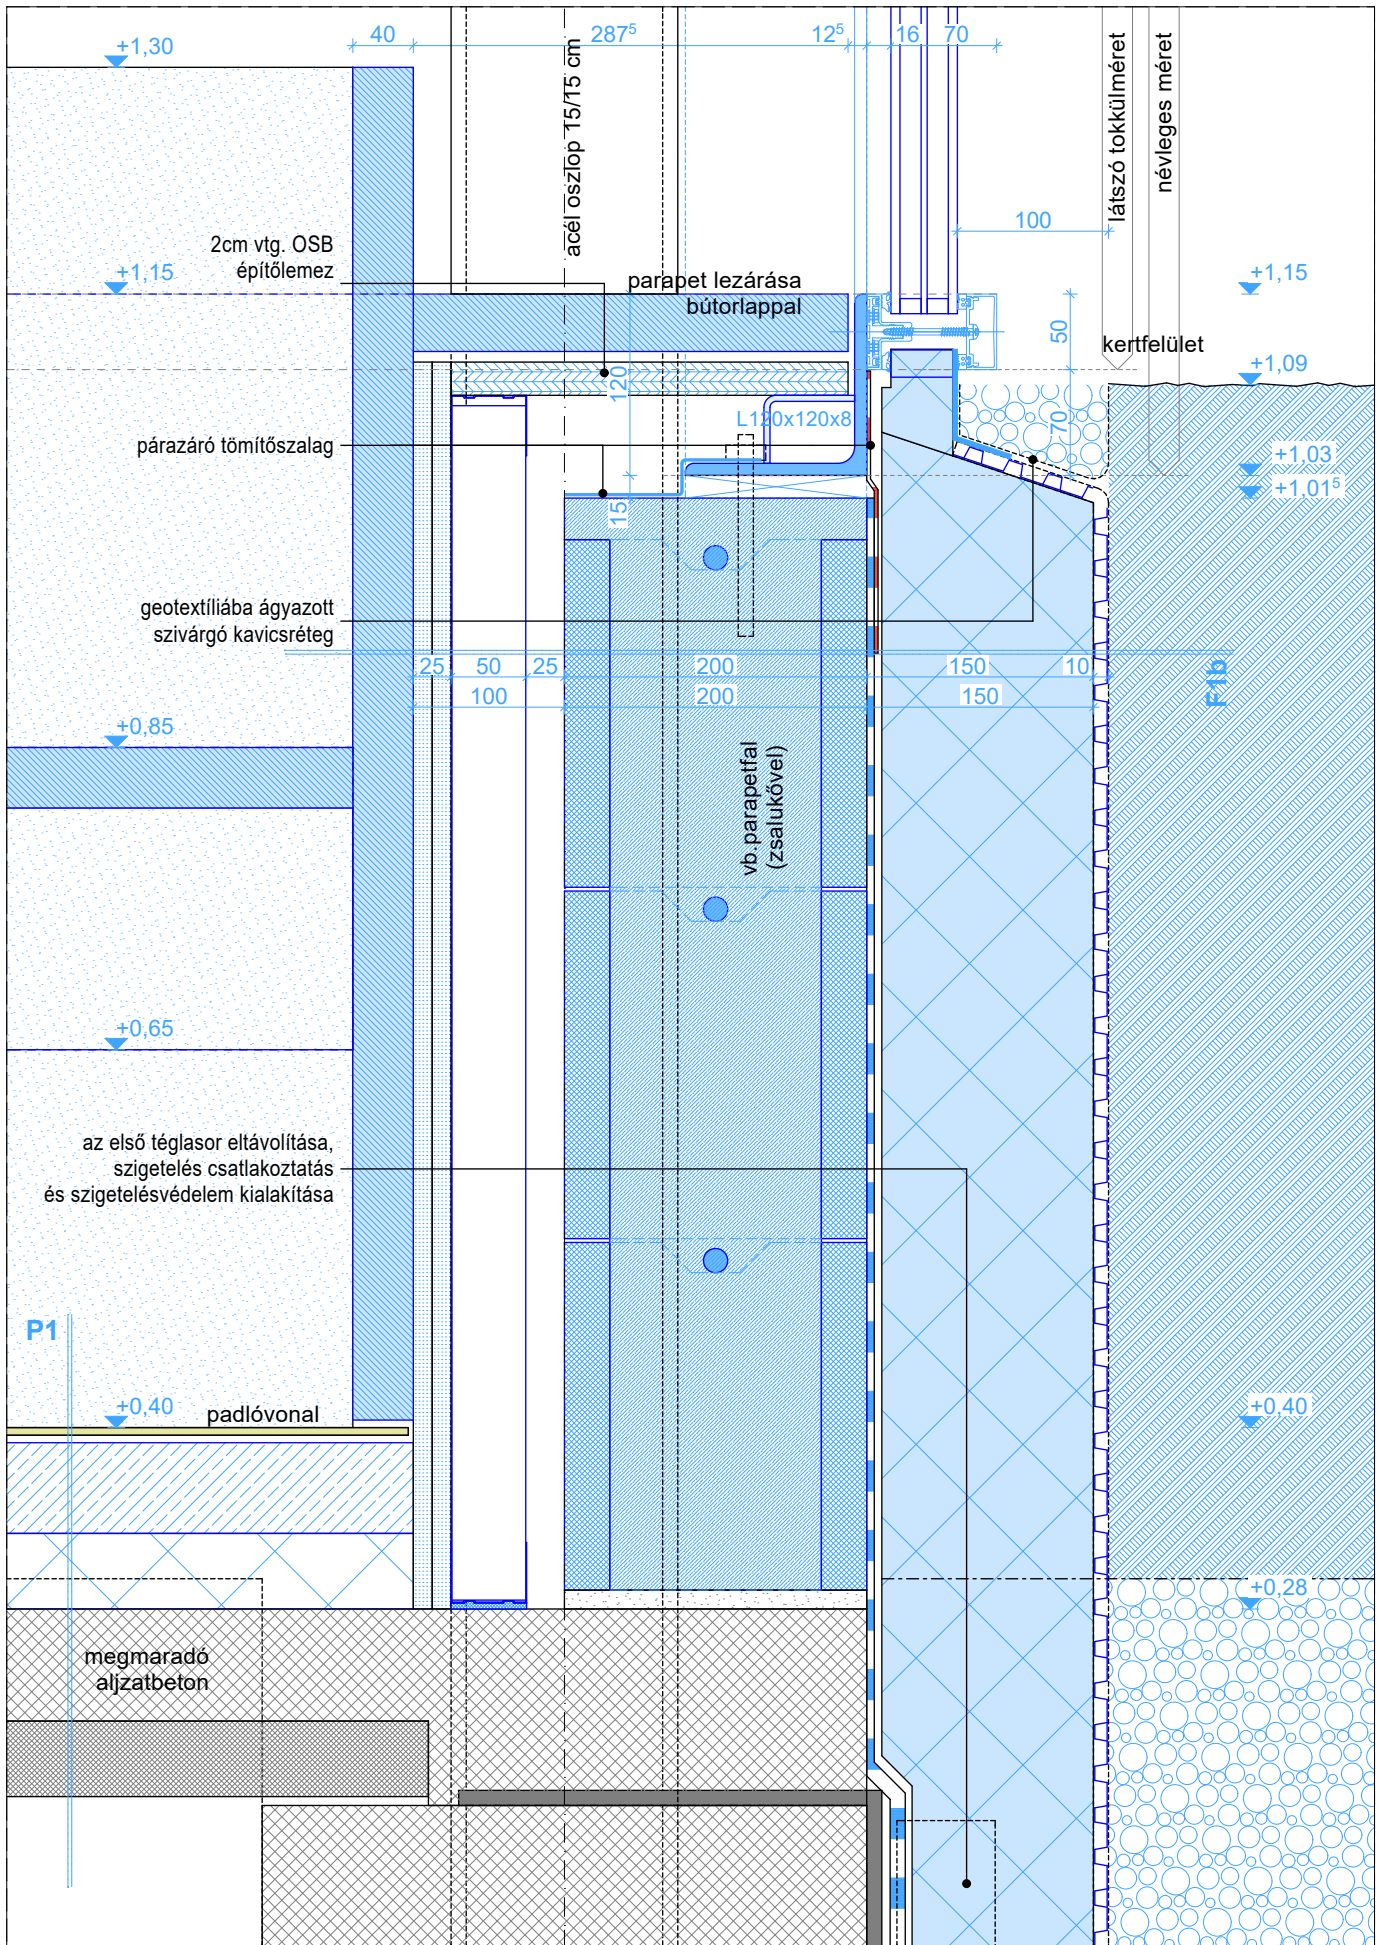 +1,30
40
287⁵
12⁵
16
70
acél oszlop 15/15 cm
látszó tokkülméret
névleges méret
100
2cm vtg. OSB
építőlemez
+1,15
parapet lezárása
bútorlappal
+1,15
50
kertfelület
+1,09
120
L120x120x8
70
párazáró tömítőszalag
+1,03
+1,01⁵
15
geotextíliába ágyazott
szivárgó kavicsréteg
25
50
25
200
150
10
100
200
150
F1b
+0,85
vb.parapetfal
(zsalukővel)
+0,65
az első téglasor eltávolítása,
szigetelés csatlakoztatás
és szigetelésvédelem kialakítása
P1
+0,40
padlóvonal
+0,40
+0,28
megmaradó
aljzatbeton